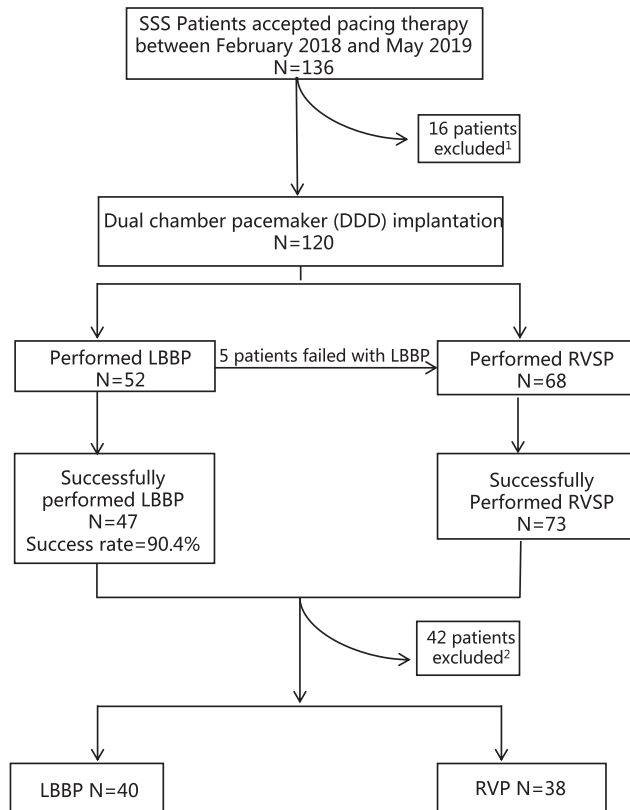 SSS Patients accepted pacing therapy
between February 2018 and May 2019
N=136
16 patients
excluded¹
Dual chamber pacemaker (DDD) implantation
N=120
Performed LBBP
N=52
5 patients failed with LBBP
Performed RVSP
N=68
Successfully
performed LBBP
N=47
Success rate=90.4%
Successfully
Performed RVSP
N=73
42 patients
excluded²
LBBP N=40
RVP N=38